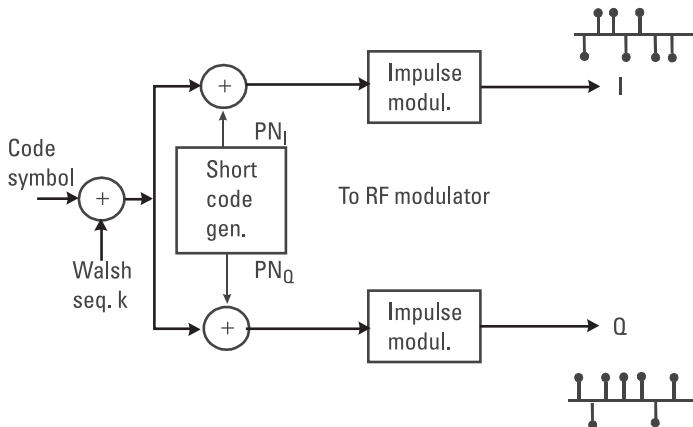 Impulse
modul.
I
+
PN_I
Code
symbol
+
Short
code
gen.
To RF modulator
Walsh
seq. k
PN_Q
+
Impulse
modul.
Q